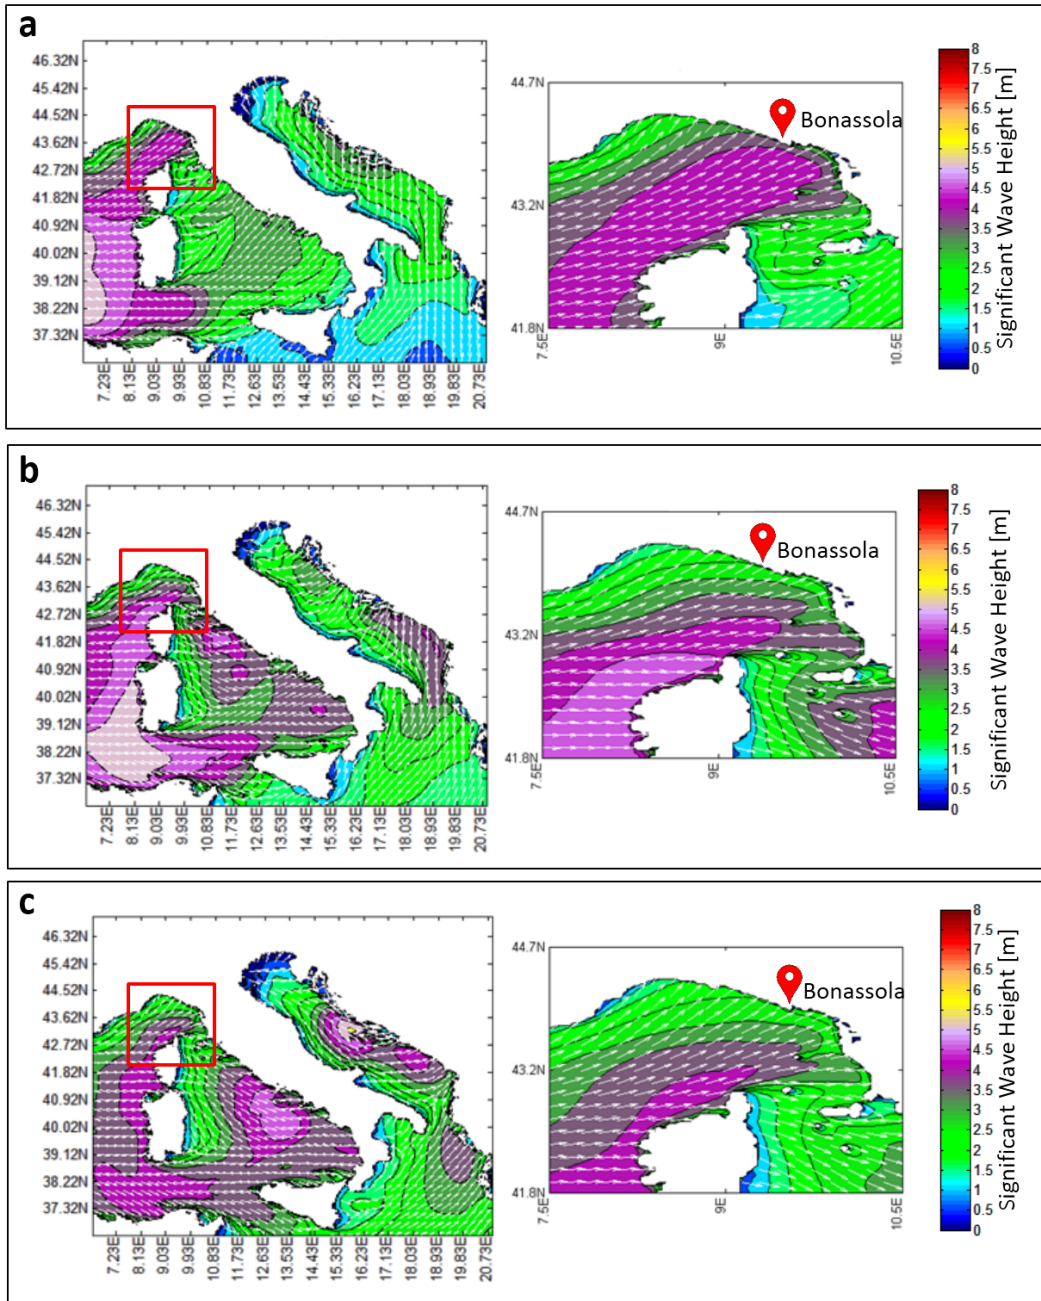 a
46.32N
45.42N
44.52N
43.62N
42.72N
41.82N
40.92N
40.02N
39.12N
38.22N
37.32N
7.23E 8.13E 9.03E 9.93E 10.83E 11.73E 12.63E 13.53E 14.43E 15.33E 16.23E 17.13E 18.03E 18.93E 19.83E 20.73E
44.7N
43.2N
41.8N
7.5E 9E 10.5E
Bonassola
8
7.5
7
6.5
6
5.5
5
4.5
4
3.5
3
2.5
2
1.5
1
0.5
0
Significant Wave Height [m]
b
46.32N
45.42N
44.52N
43.62N
42.72N
41.82N
40.92N
40.02N
39.12N
38.22N
37.32N
7.23E 8.13E 9.03E 9.93E 10.83E 11.73E 12.63E 13.53E 14.43E 15.33E 16.23E 17.13E 18.03E 18.93E 19.83E 20.73E
44.7N
43.2N
41.8N
7.5E 9E 10.5E
Bonassola
8
7.5
7
6.5
6
5.5
5
4.5
4
3.5
3
2.5
2
1.5
1
0.5
0
Significant Wave Height [m]
c
46.32N
45.42N
44.52N
43.62N
42.72N
41.82N
40.92N
40.02N
39.12N
38.22N
37.32N
7.23E 8.13E 9.03E 9.93E 10.83E 11.73E 12.63E 13.53E 14.43E 15.33E 16.23E 17.13E 18.03E 18.93E 19.83E 20.73E
44.7N
43.2N
41.8N
7.5E 9E 10.5E
Bonassola
8
7.5
7
6.5
6
5.5
5
4.5
4
3.5
3
2.5
2
1.5
1
0.5
0
Significant Wave Height [m]